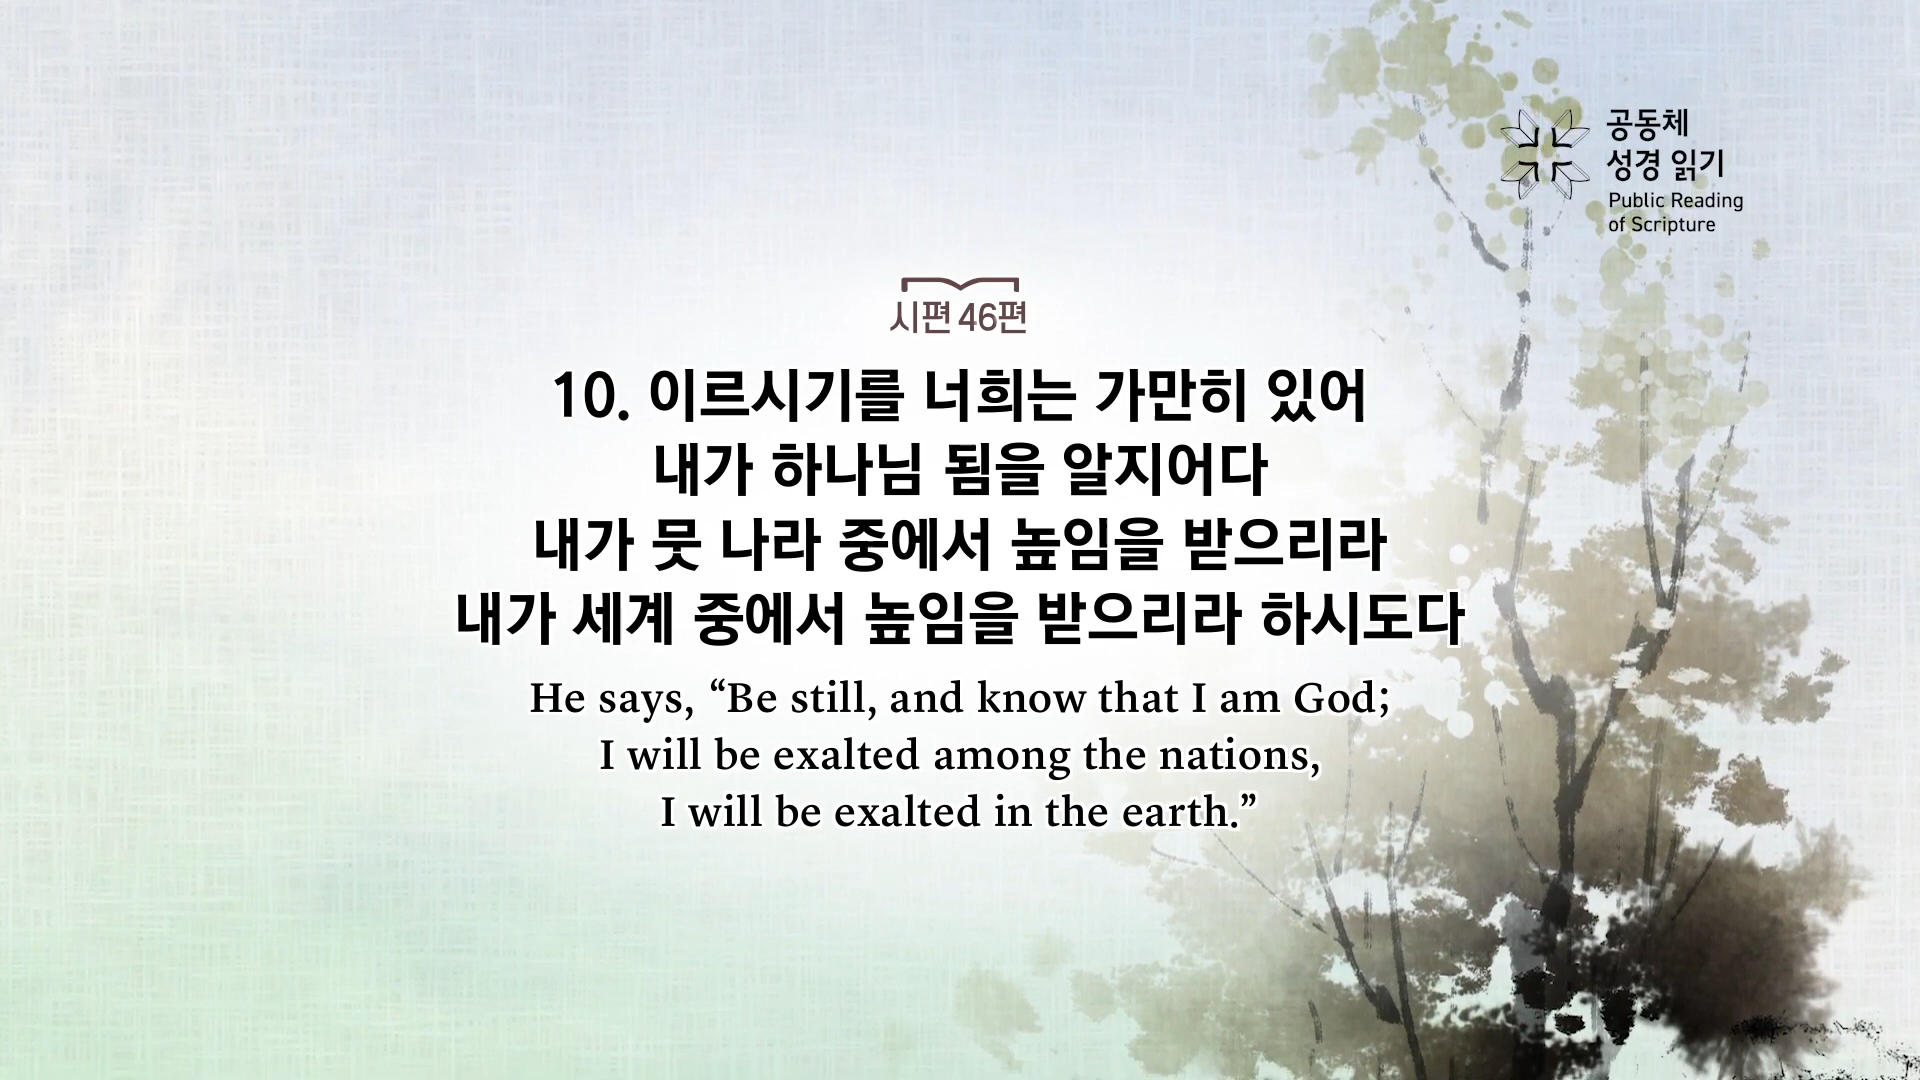 공동체
성경 읽기
Public Reading
of Scripture
시편 46편
10. 이르시기를 너희는 가만히 있어
내가 하나님 됨을 알지어다
내가 뭇 나라 중에서 높임을 받으리라
내가 세계 중에서 높임을 받으리라 하시도다
He says, “Be still, and know that I am God;
I will be exalted among the nations,
I will be exalted in the earth.”